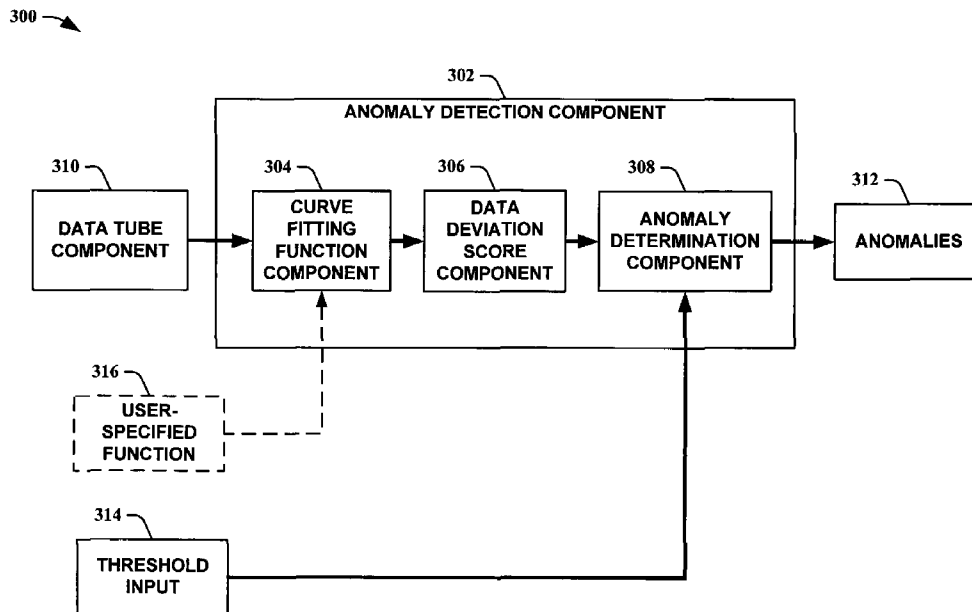 300
302
ANOMALY DETECTION COMPONENT
310
DATA TUBE
COMPONENT
304
CURVE
FITTING
FUNCTION
COMPONENT
306
DATA
DEVIATION
SCORE
COMPONENT
308
ANOMALY
DETERMINATION
COMPONENT
312
ANOMALIES
316
USER-
SPECIFIED
FUNCTION
314
THRESHOLD
INPUT